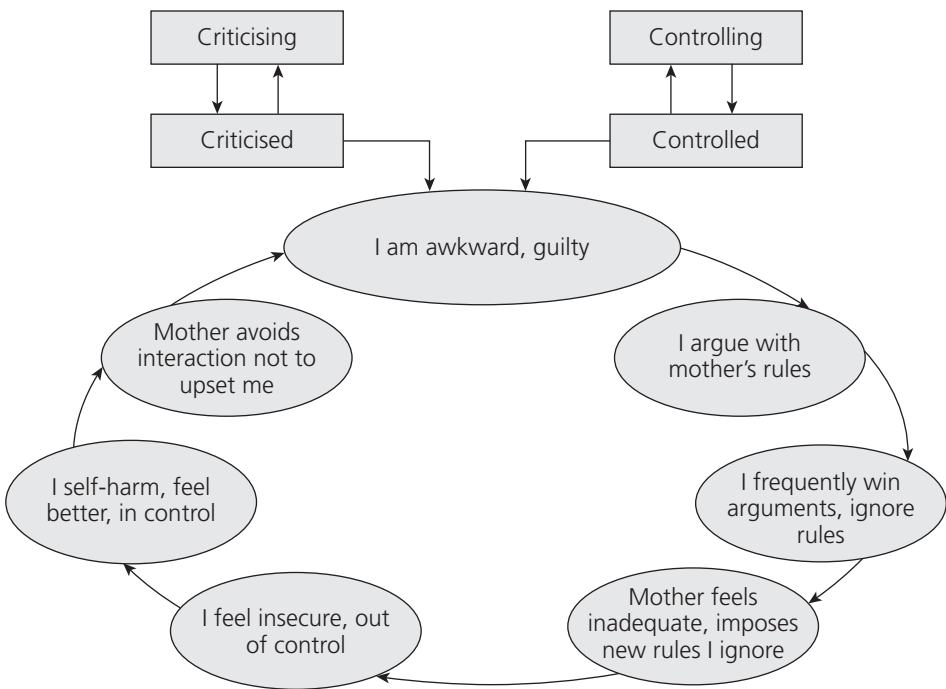 Criticising
Controlling
Criticised
Controlled
I am awkward, guilty
I argue with
mother’s rules
I frequently win
arguments, ignore
rules
Mother feels
inadequate, imposes
new rules I ignore
I feel insecure, out
of control
I self-harm, feel
better, in control
Mother avoids
interaction not to
upset me